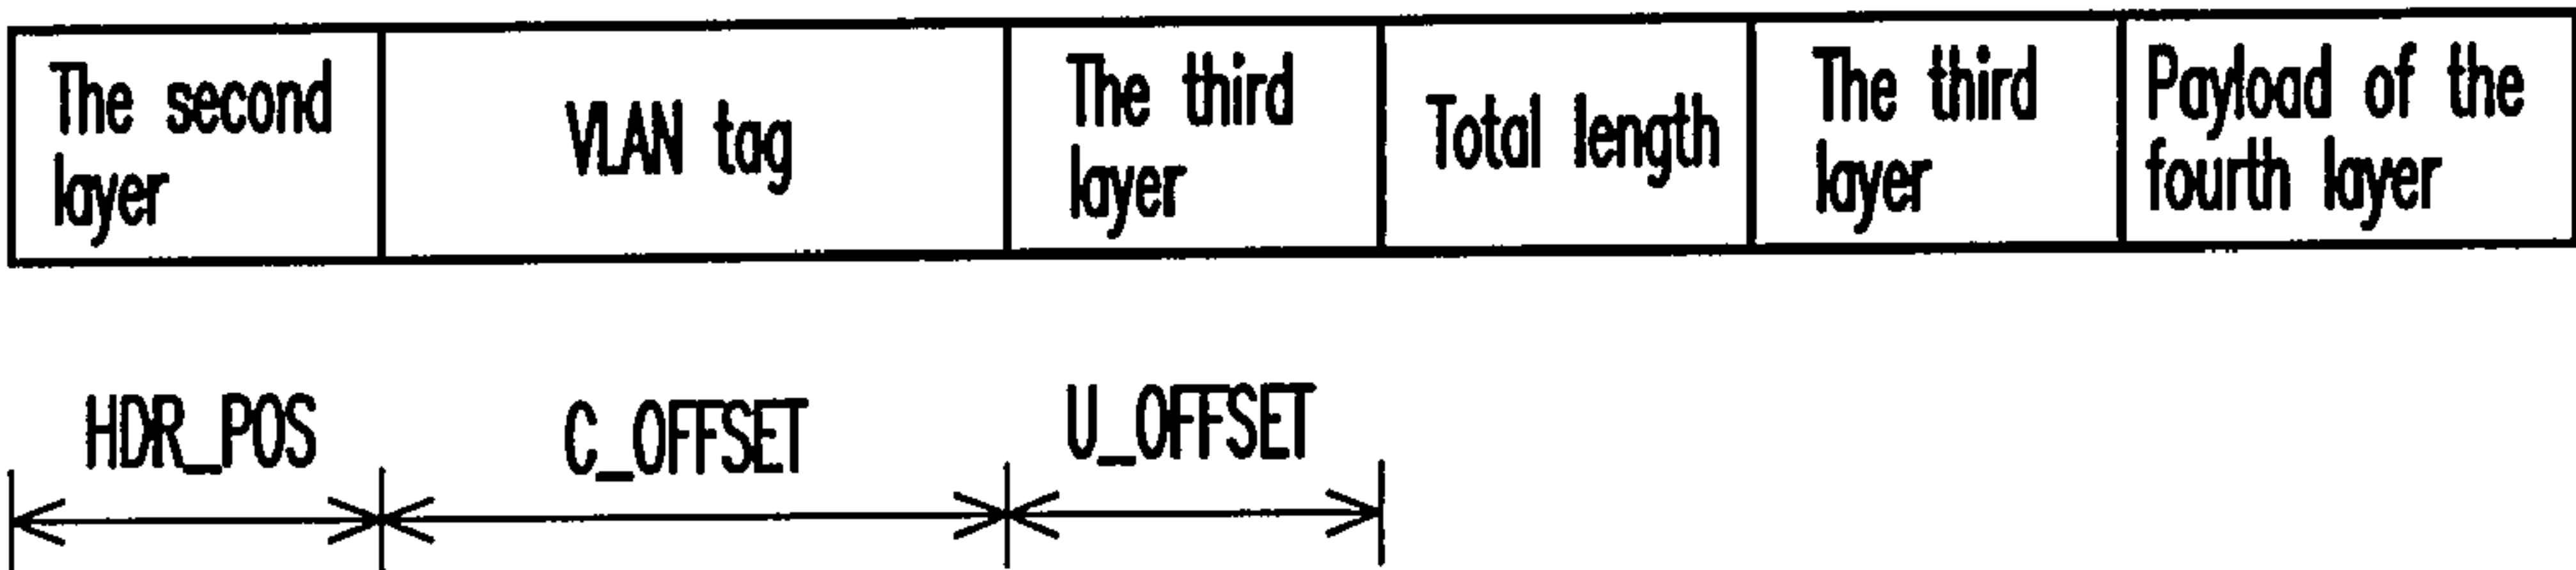 The second
layer
VLAN tag
The third
layer
Total length
The third
layer
Payload of the
fourth layer
HDR_POS
C_OFFSET
U_OFFSET